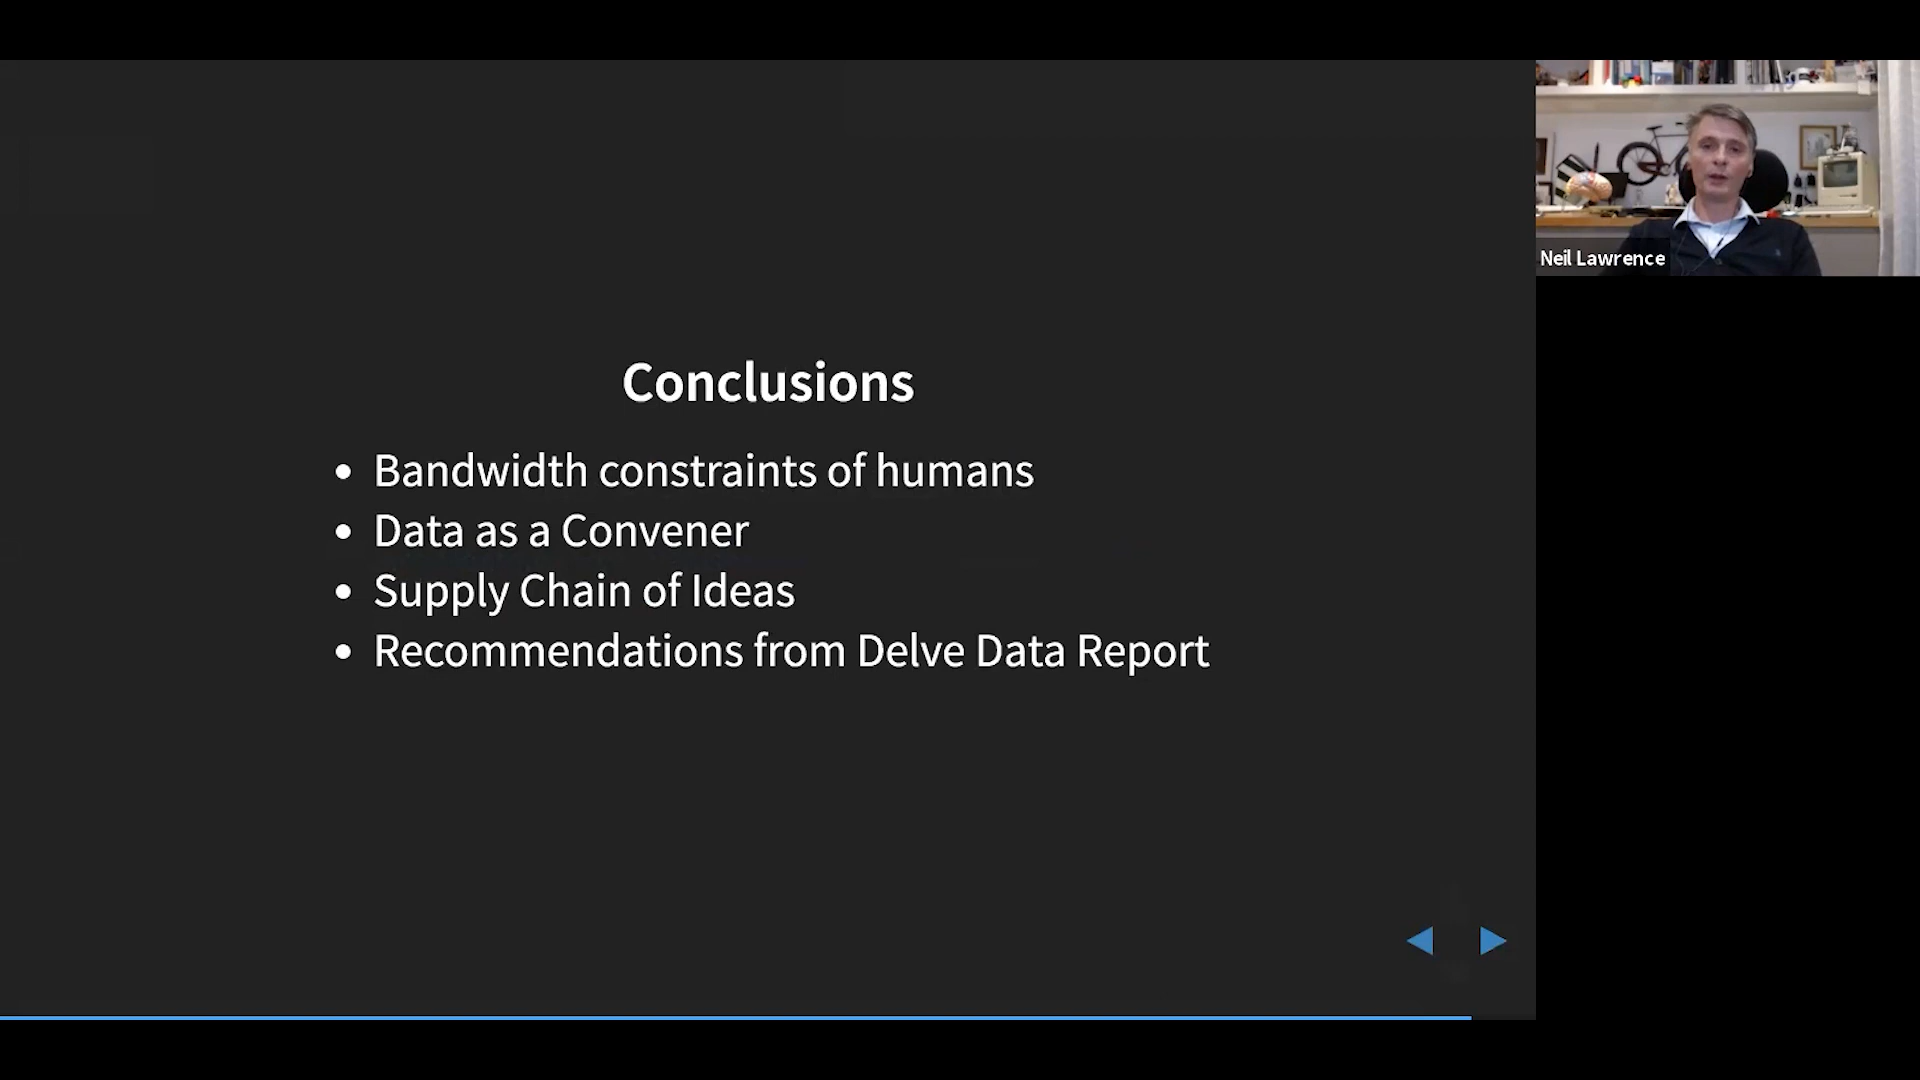 Conclusions
• Bandwidth constraints of humans
• Data as a Convener
• Supply Chain of Ideas
• Recommendations from Delve Data Report
Neil Lawrence